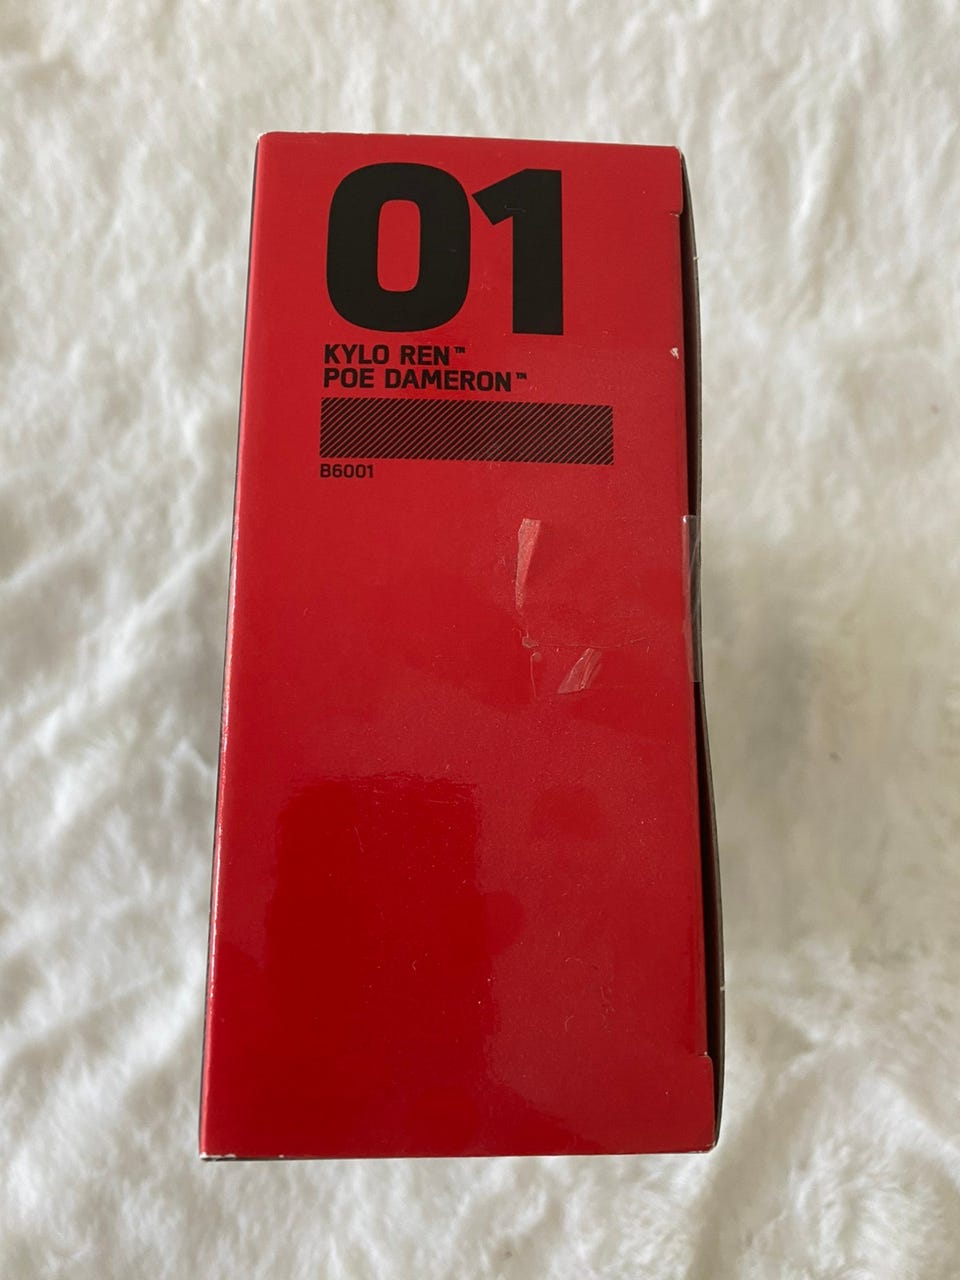 01
KYLO REN™
POE DAMERON™
B6001